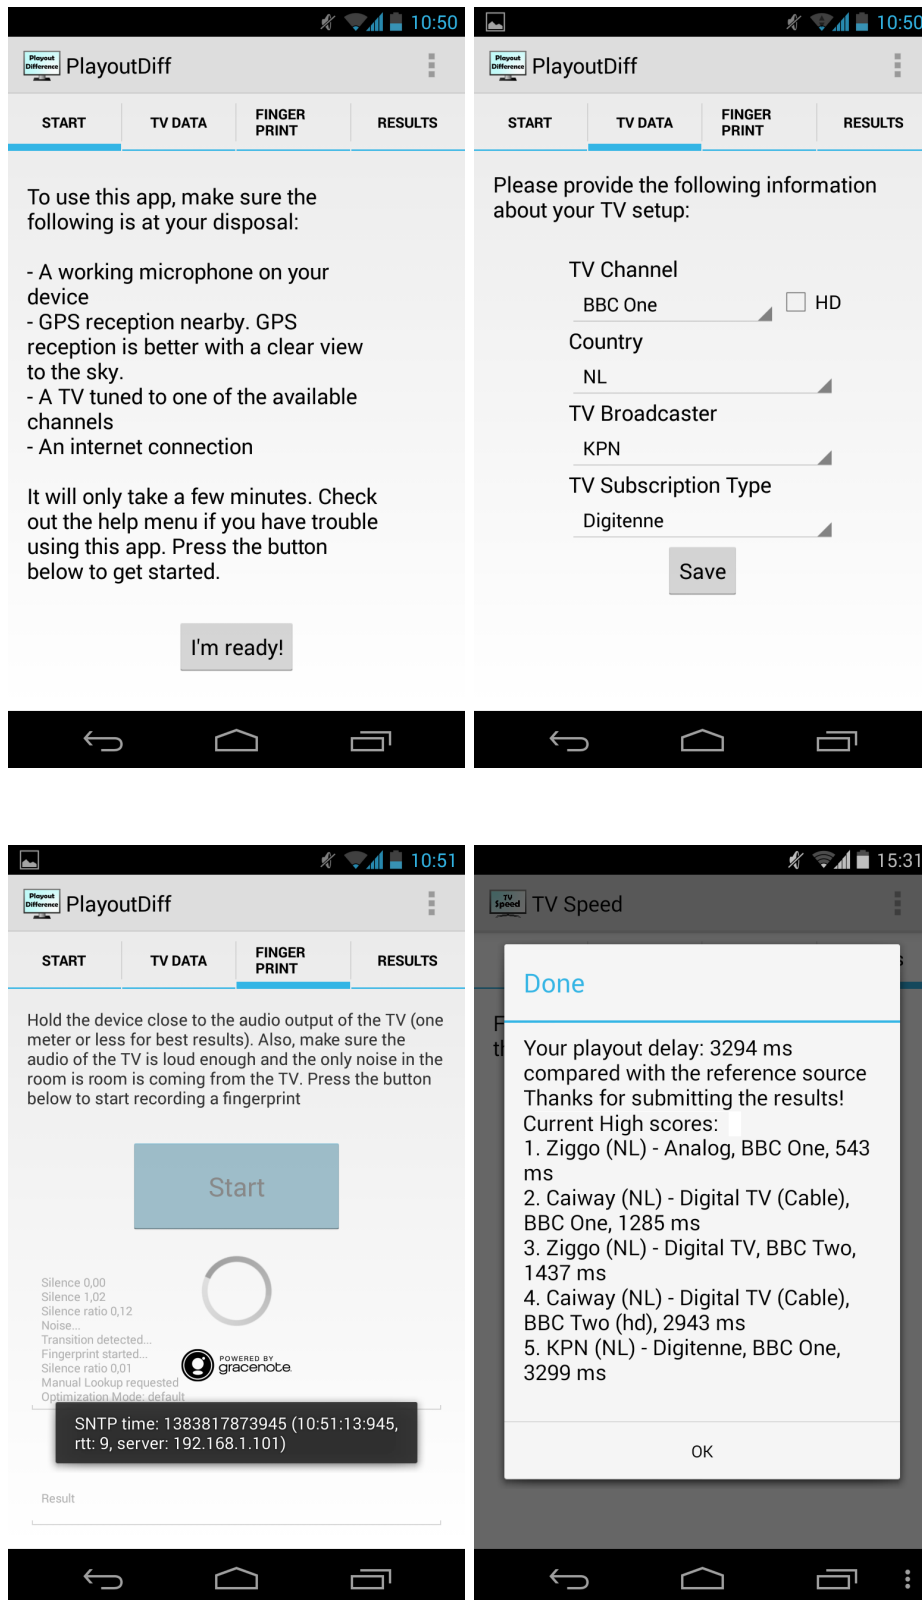 10:50
Playout
Difference
PlayoutDiff
START
TV DATA
FINGER
PRINT
RESULTS
To use this app, make sure the
following is at your disposal:
- A working microphone on your
device
- GPS reception nearby. GPS
reception is better with a clear view
to the sky.
- A TV tuned to one of the available
channels
- An internet connection
It will only take a few minutes. Check
out the help menu if you have trouble
using this app. Press the button
below to get started.
I'm ready!
10:50
Playout
Difference
PlayoutDiff
START
TV DATA
FINGER
PRINT
RESULTS
Please provide the following information
about your TV setup:
TV Channel
BBC One
HD
Country
NL
TV Broadcaster
KPN
TV Subscription Type
Digitenne
Save
10:51
Playout
Difference
PlayoutDiff
START
TV DATA
FINGER
PRINT
RESULTS
Hold the device close to the audio output of the TV (one
meter or less for best results). Also, make sure the
audio of the TV is loud enough and the only noise in the
room is room is coming from the TV. Press the button
below to start recording a fingerprint
Start
Silence 0,00
Silence 1,02
Silence ratio 0,12
Noise...
Transition detected...
Fingerprint started...
Silence ratio 0,01
Manual Lookup requested
Optimization Mode: default
POWERED BY
gracenote.
SNTP time: 1383817873945 (10:51:13:945,
rtt: 9, server: 192.168.1.101)
Result
15:31
TV
Speed
TV Speed
S
F
th
Done
Your playout delay: 3294 ms
compared with the reference source
Thanks for submitting the results!
Current High scores:
1. Ziggo (NL) - Analog, BBC One, 543
ms
2. Caiway (NL) - Digital TV (Cable),
BBC One, 1285 ms
3. Ziggo (NL) - Digital TV, BBC Two,
1437 ms
4. Caiway (NL) - Digital TV (Cable),
BBC Two (hd), 2943 ms
5. KPN (NL) - Digitenne, BBC One,
3299 ms
OK